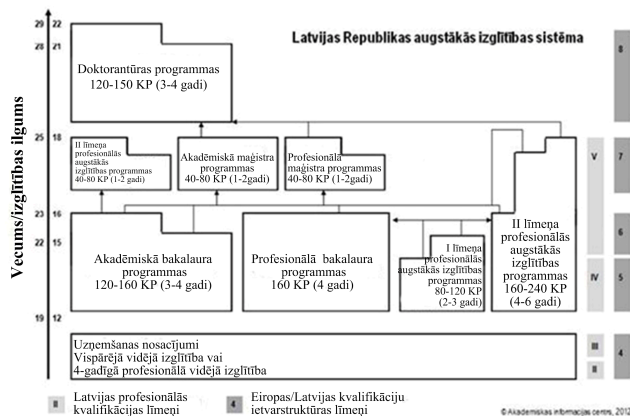 Latvijas Republikas augstākās izglītības sistēma
Vecums/izglītības ilgums
29 22
28 21
25 18
23 16
22 15
19 12
Doktorantūras programmas
120-150 KP (3-4 gadi)
II līmeņa
profesionālās
augstākās
izglītības programmas
40-80 KP (1-2 gadi)
Akadēmiskā maģistra
programmas
40-80 KP (1-2gadi)
Profesionālā
maģistra programmas
40-80 KP (1-2gadi)
Akadēmiskā bakalaura
programmas
120-160 KP (3-4 gadi)
Profesionālā bakalaura
programmas
160 KP (4 gadi)
I līmeņa
profesionālās
augstākās izglītības
programmas
80-120 KP
(2-3 gadi)
II līmeņa
profesionālās
augstākās
izglītības
programmas
160-240 KP
(4-6 gadi)
V
IV
III
II
8
7
6
5
4
Uzņemšanas nosacījumi
Vispārējā vidējā izglītība vai
4-gadīgā profesionālā vidējā izglītība
II Latvijas profesionālās
kvalifikācijas līmeņi
4 Eiropas/Latvijas kvalifikāciju
ietvarstruktūras līmeņi
© Akadēmiskās informācijas centrs, 2012